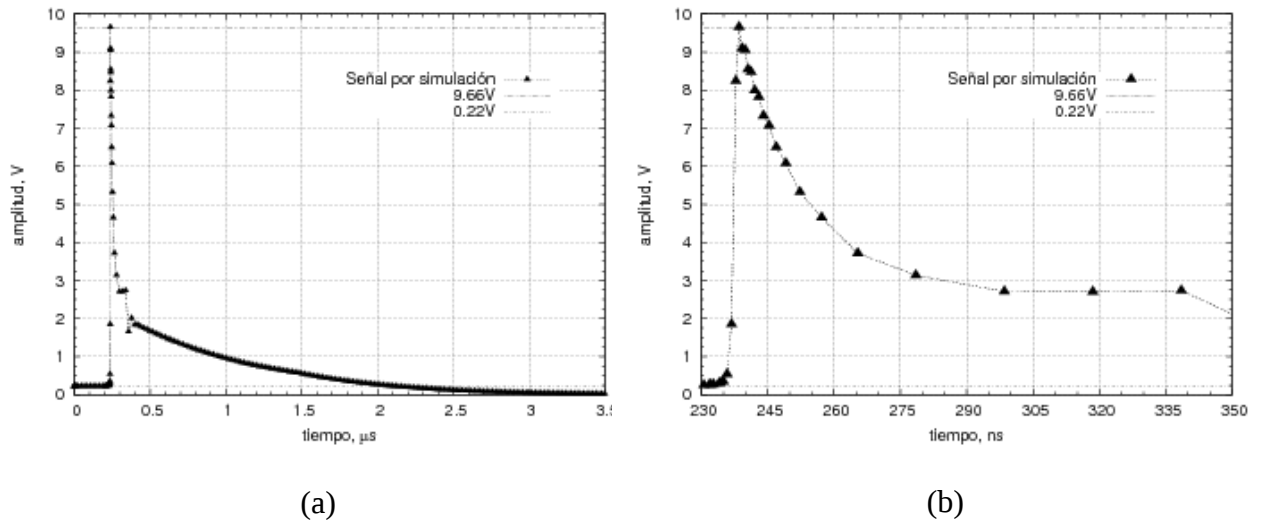 10
9
8
7
6
5
4
3
2
1
0
amplitud, V
Señal por simulación
9.66V
0.22V
0 0.5 1 1.5 2 2.5 3 3.5
tiempo, μs
(a)
10
9
8
7
6
5
4
3
2
1
0
amplitud, V
Señal por simulación
9.66V
0.22V
230 245 260 275 290 305 320 335 350
tiempo, ns
(b)